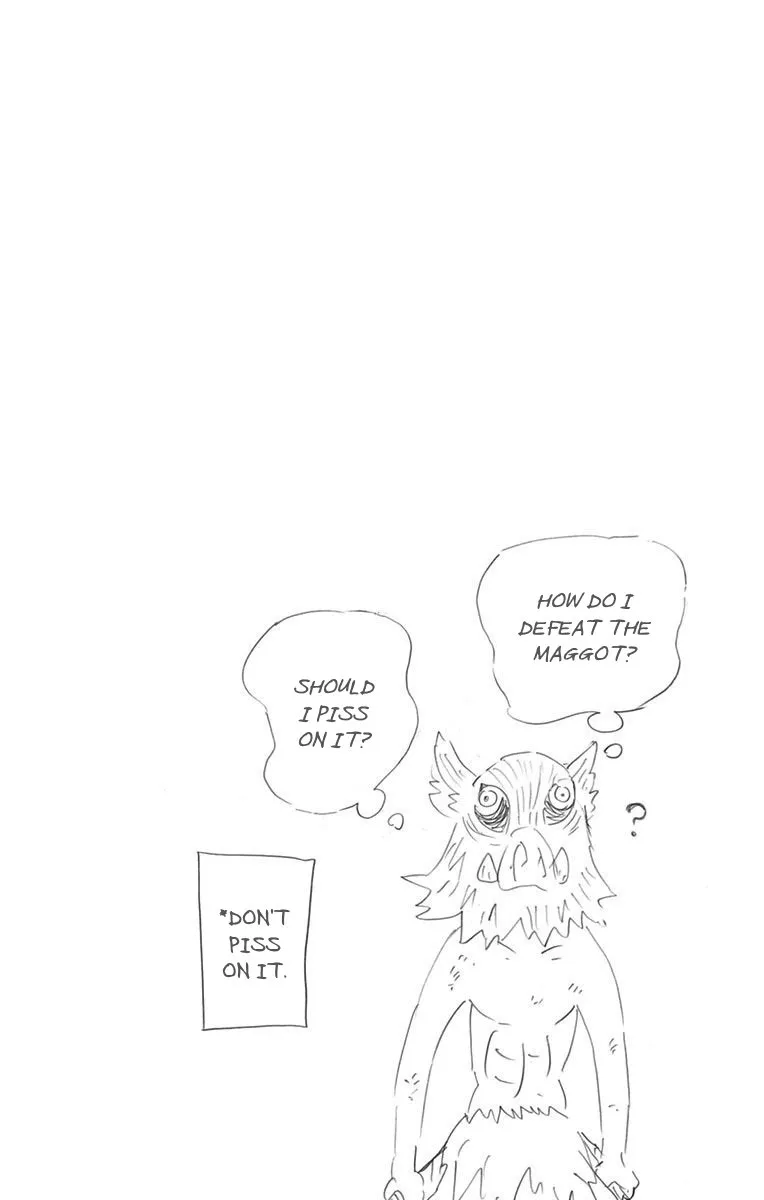 HOW DO I
DEFEAT THE
MAGGOT?
SHOULD
I PISS
ON IT?
?
*DON'T
PISS
ON IT.